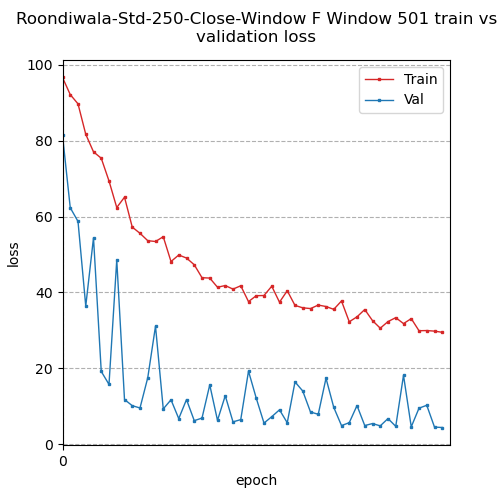 Roondiwala-Std-250-Close-Window F Window 501 train vs
validation loss
100
80
60
40
20
0
0
loss
epoch
Train
Val